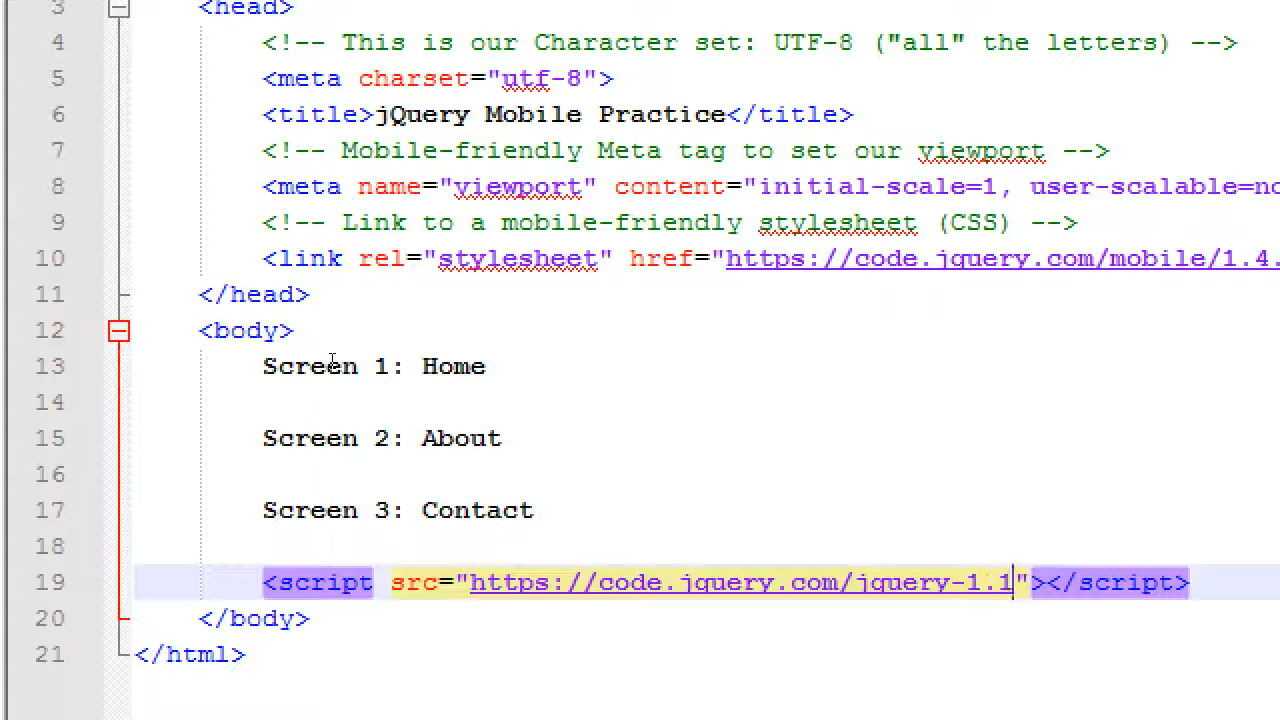 3 <head>
4 <!-- This is our Character set: UTF-8 ("all" the letters) -->
5 <meta charset="utf-8">
6 <title>jQuery Mobile Practice</title>
7 <!-- Mobile-friendly Meta tag to set our viewport -->
8 <meta name="viewport" content="initial-scale=1, user-scalable=no
9 <!-- Link to a mobile-friendly stylesheet (CSS) -->
10 <link rel="stylesheet" href="https://code.jquery.com/mobile/1.4.
11 </head>
12 <body>
13 Screen 1: Home
14
15 Screen 2: About
16
17 Screen 3: Contact
18
19 <script src="https://code.jquery.com/jquery-1.1"></script>
20 </body>
21 </html>